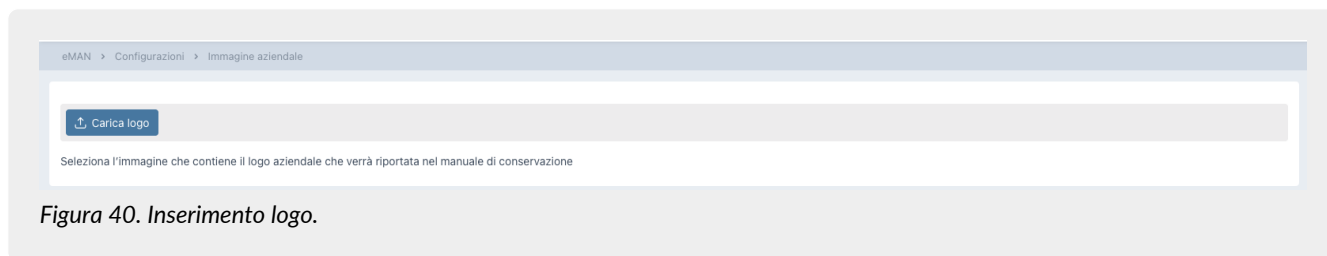 eMAN > Configurazioni > Immagine aziendale
Carica logo
Seleziona l'immagine che contiene il logo aziendale che verrà riportata nel manuale di conservazione
Figura 40. Inserimento logo.